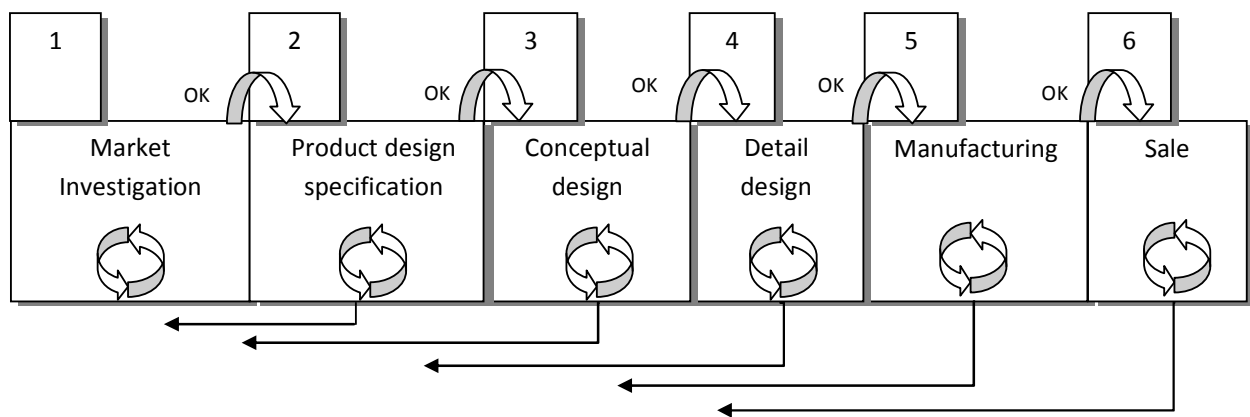 1
2
3
4
5
6
OK
OK
OK
OK
OK
Market
Investigation
Product design
specification
Conceptual
design
Detail
design
Manufacturing
Sale